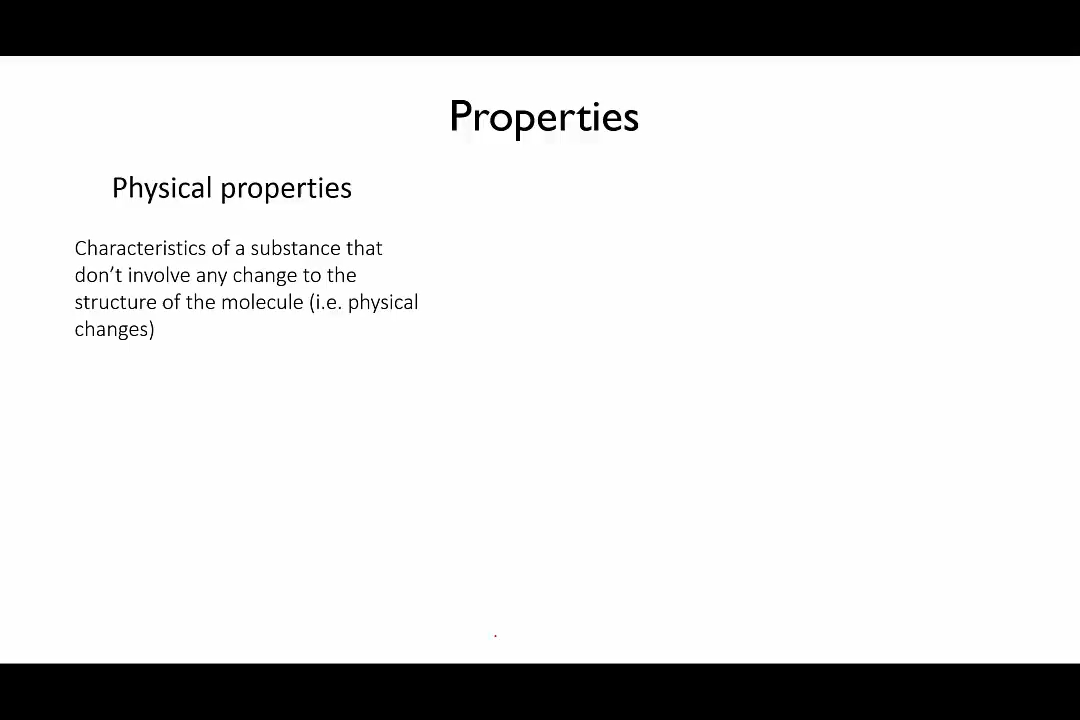 Properties
Physical properties
Characteristics of a substance that
don’t involve any change to the
structure of the molecule (i.e. physical
changes)